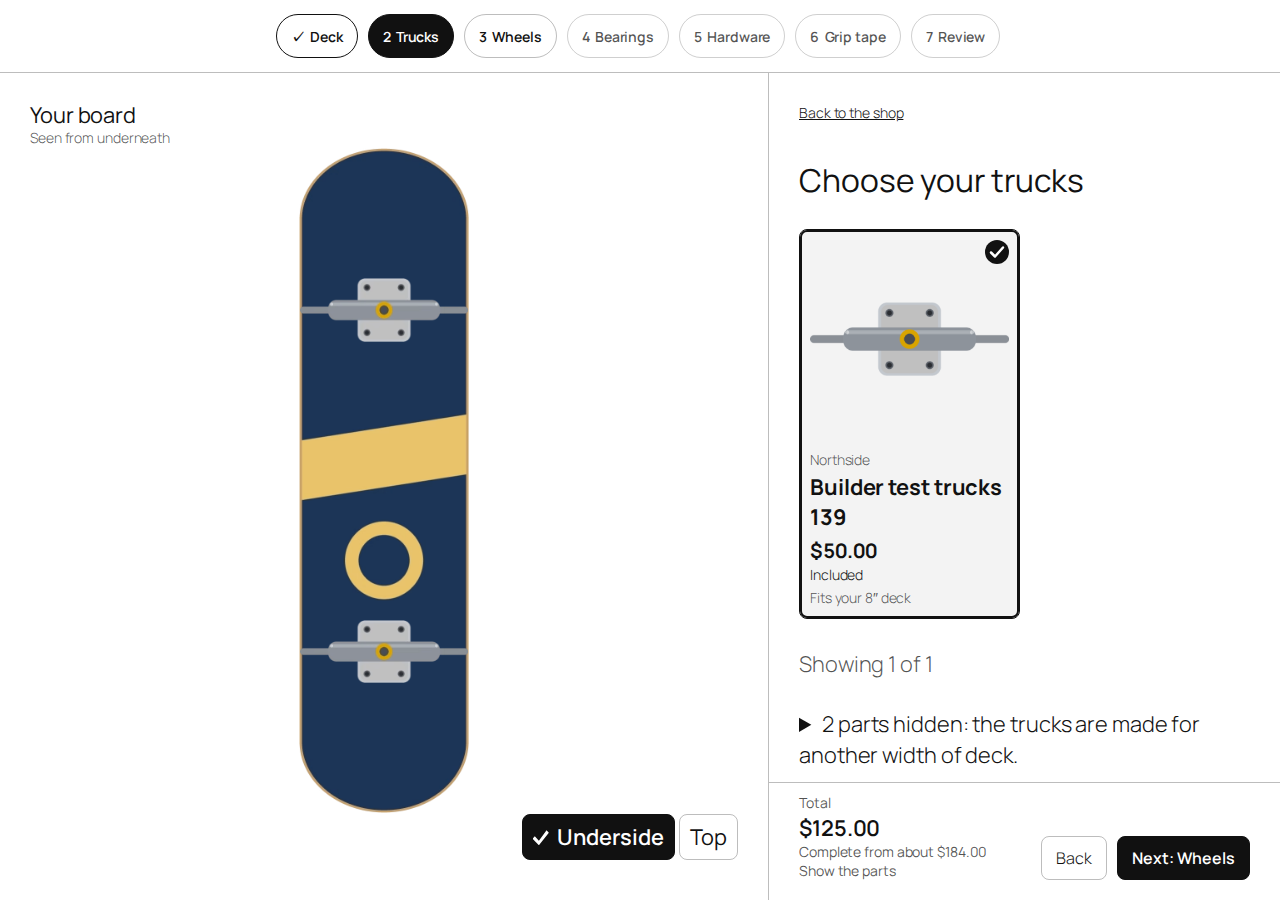 ✓ Deck
2 Trucks
3 Wheels
4 Bearings
5 Hardware
6 Grip tape
7 Review
Your board
Seen from underneath
Underside
Top
Back to the shop
Choose your trucks
Northside
Builder test trucks
139
$50.00
Included
Fits your 8″ deck
Showing 1 of 1
▶ 2 parts hidden: the trucks are made for
another width of deck.
Total
$125.00
Complete from about $184.00
Show the parts
Back
Next: Wheels